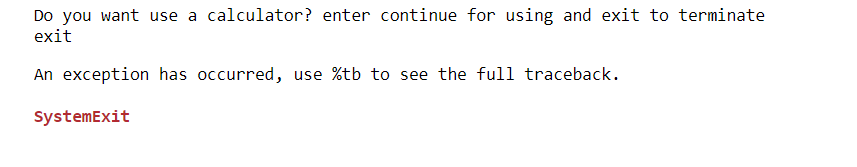 Do you want use a calculator? enter continue for using and exit to terminate
exit
An exception has occurred, use %tb to see the full traceback.
SystemExit